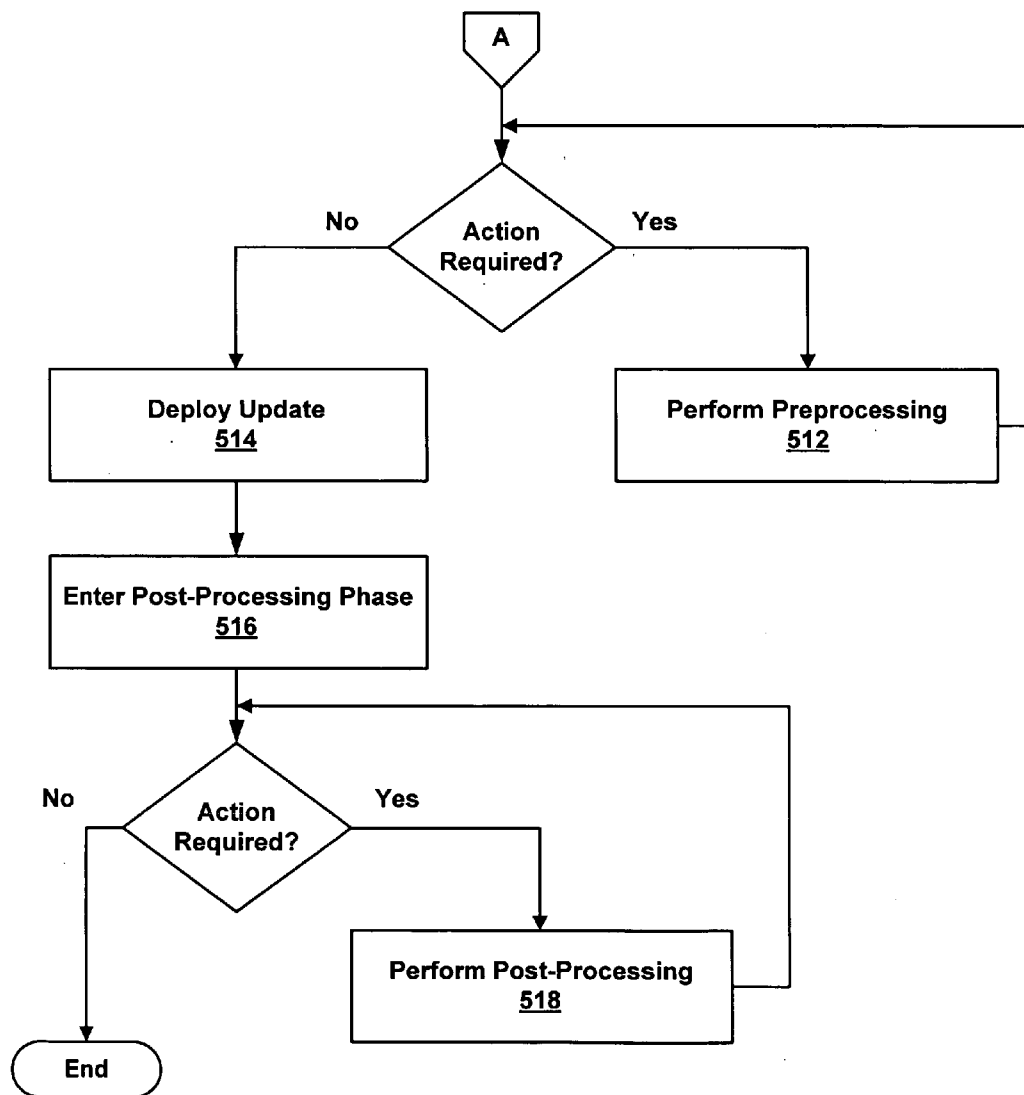 A
No
Yes
Action
Required?
Deploy Update
514
Perform Preprocessing
512
Enter Post-Processing Phase
516
No
Yes
Action
Required?
Perform Post-Processing
518
End